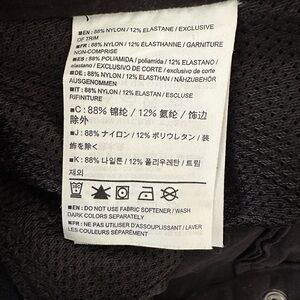 ■EN: 88% NYLON / 12% ELASTANE / EXCLUSIVE
OF TRIM
■FR: 88% NYLON / 12% ÉLASTHANNE / GARNITURE
NON-COMPRISE
■ES: 88% POLIAMIDA / poliamida / 12% ELASTANO /
elastano / EXCLUSIVO DE CORTE / exclusivo de corte
■DE: 88% NYLON / 12% ELASTHAN / NÄHZUBEHÖR
AUSGENOMMEN
■IT: 88% NYLON / 12% ELASTAN / ESCLUSE
RIFINITURE
■C: 88% 锦纶 / 12% 氨纶 / 饰边
除外
■J: 88% ナイロン / 12% ポリウレタン / 装
飾を除く
■K: 88% 나일론 / 12% 폴리우레탄 / 트림
제외
■EN: DO NOT USE FABRIC SOFTENER / WASH
DARK COLORS SEPARATELY
■FR: NE PAS UTILISER D'ASSOUPLISSANT / LAVER
LES COULEURS SÉPARÉMENT